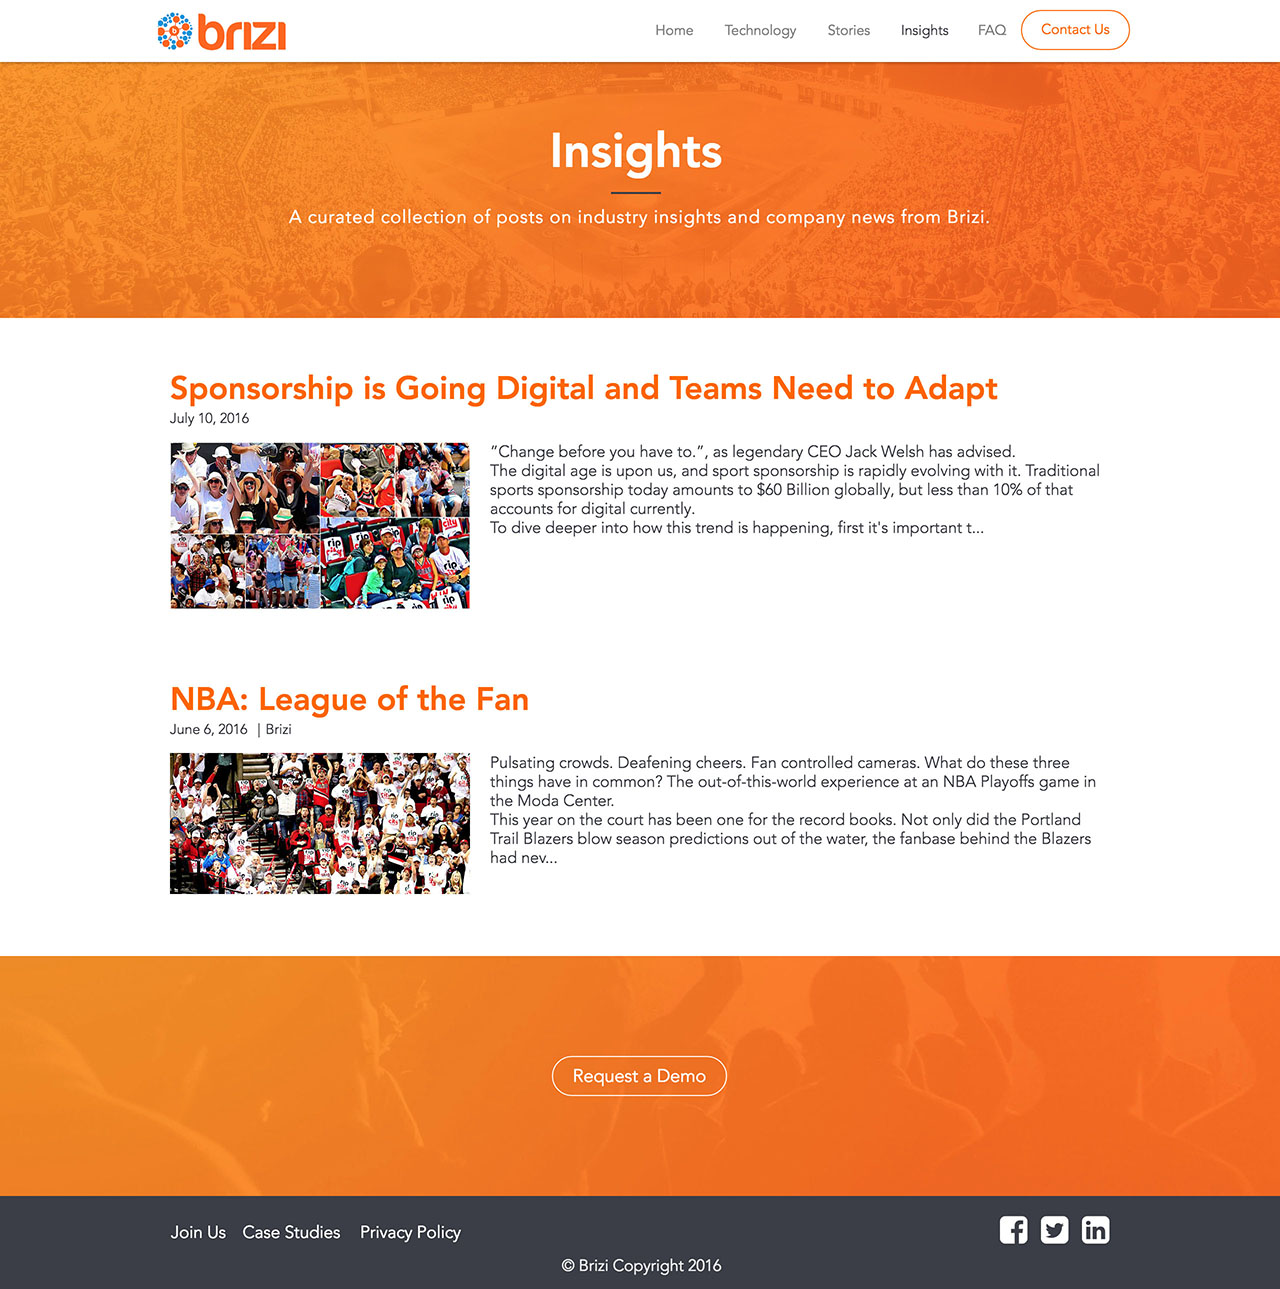 brizi
Home Technology Stories Insights FAQ Contact Us
Insights
A curated collection of posts on industry insights and company news from Brizi.
Sponsorship is Going Digital and Teams Need to Adapt
July 10, 2016
“Change before you have to.”, as legendary CEO Jack Welsh has advised.
The digital age is upon us, and sport sponsorship is rapidly evolving with it. Traditional
sports sponsorship today amounts to $60 Billion globally, but less than 10% of that
accounts for digital currently.
To dive deeper into how this trend is happening, first it's important t...
rip city
NBA: League of the Fan
June 6, 2016 | Brizi
Pulsating crowds. Deafening cheers. Fan controlled cameras. What do these three
things have in common? The out-of-this-world experience at an NBA Playoffs game in
the Moda Center.
This year on the court has been one for the record books. Not only did the Portland
Trail Blazers blow season predictions out of the water, the fanbase behind the Blazers
had nev...
Request a Demo
Join Us Case Studies Privacy Policy
© Brizi Copyright 2016